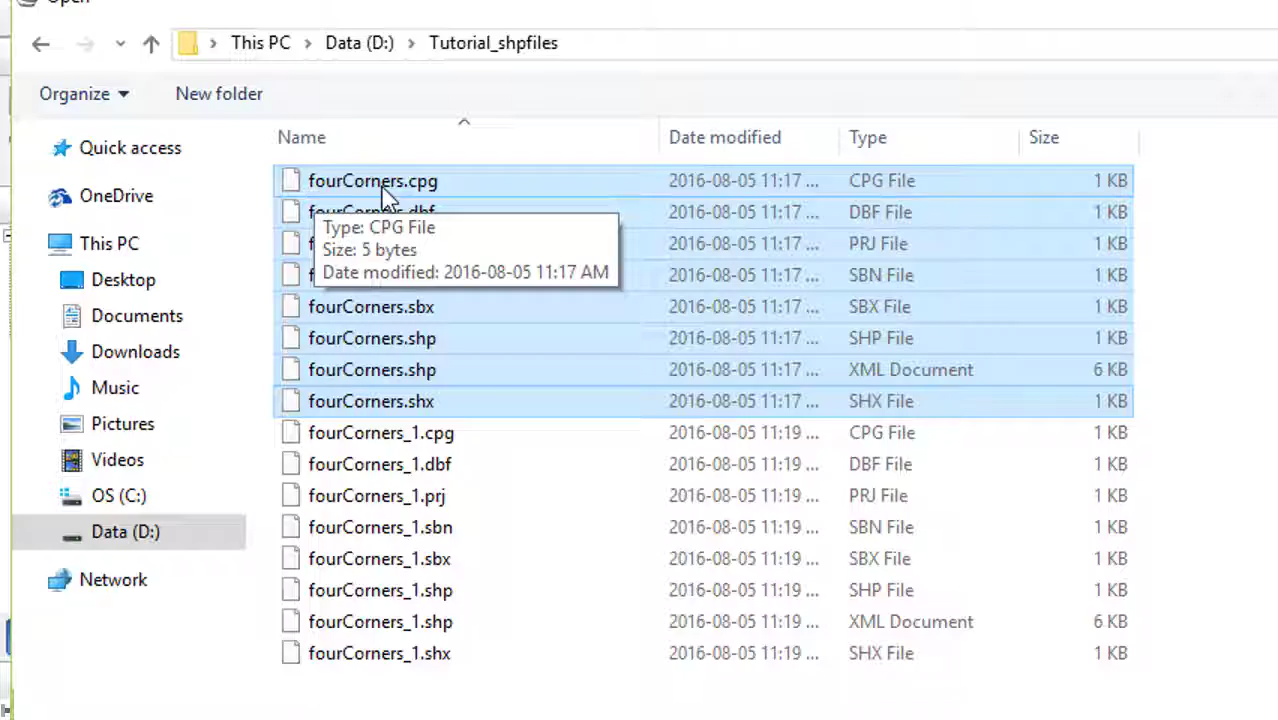 Open
This PC > Data (D:) > Tutorial_shpfiles
Organize New folder
Name Date modified Type Size
Quick access
OneDrive
This PC
Desktop
Documents
Downloads
Music
Pictures
Videos
OS (C:)
Data (D:)
Network
fourCorners.cpg 2016-08-05 11:17 ... CPG File 1 KB
fourCorners.dbf 2016-08-05 11:17 ... DBF File 1 KB
2016-08-05 11:17 ... PRJ File 1 KB
2016-08-05 11:17 ... SBN File 1 KB
fourCorners.sbx 2016-08-05 11:17 ... SBX File 1 KB
fourCorners.shp 2016-08-05 11:17 ... SHP File 1 KB
fourCorners.shp 2016-08-05 11:17 ... XML Document 6 KB
fourCorners.shx 2016-08-05 11:17 ... SHX File 1 KB
fourCorners_1.cpg 2016-08-05 11:19 ... CPG File 1 KB
fourCorners_1.dbf 2016-08-05 11:19 ... DBF File 1 KB
fourCorners_1.prj 2016-08-05 11:19 ... PRJ File 1 KB
fourCorners_1.sbn 2016-08-05 11:19 ... SBN File 1 KB
fourCorners_1.sbx 2016-08-05 11:19 ... SBX File 1 KB
fourCorners_1.shp 2016-08-05 11:19 ... SHP File 1 KB
fourCorners_1.shp 2016-08-05 11:19 ... XML Document 6 KB
fourCorners_1.shx 2016-08-05 11:19 ... SHX File 1 KB
Type: CPG File
Size: 5 bytes
Date modified: 2016-08-05 11:17 AM